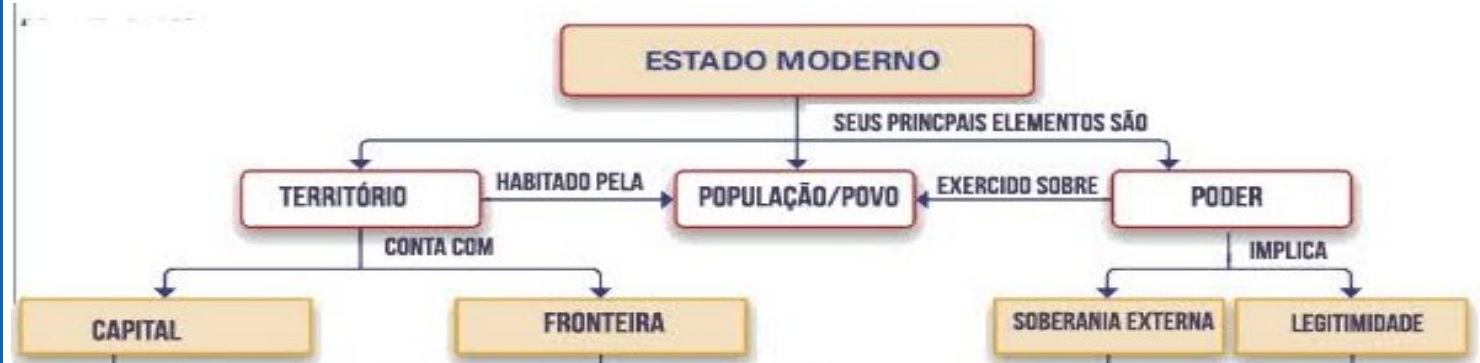 ESTADO MODERNO
SEUS PRINCPAIS ELEMENTOS SÃO
TERRITÓRIO
HABITADO PELA
POPULAÇÃO/POVO
EXERCIDO SOBRE
PODER
CONTA COM
IMPLICA
CAPITAL
FRONTEIRA
SOBERANIA EXTERNA
LEGITIMIDADE